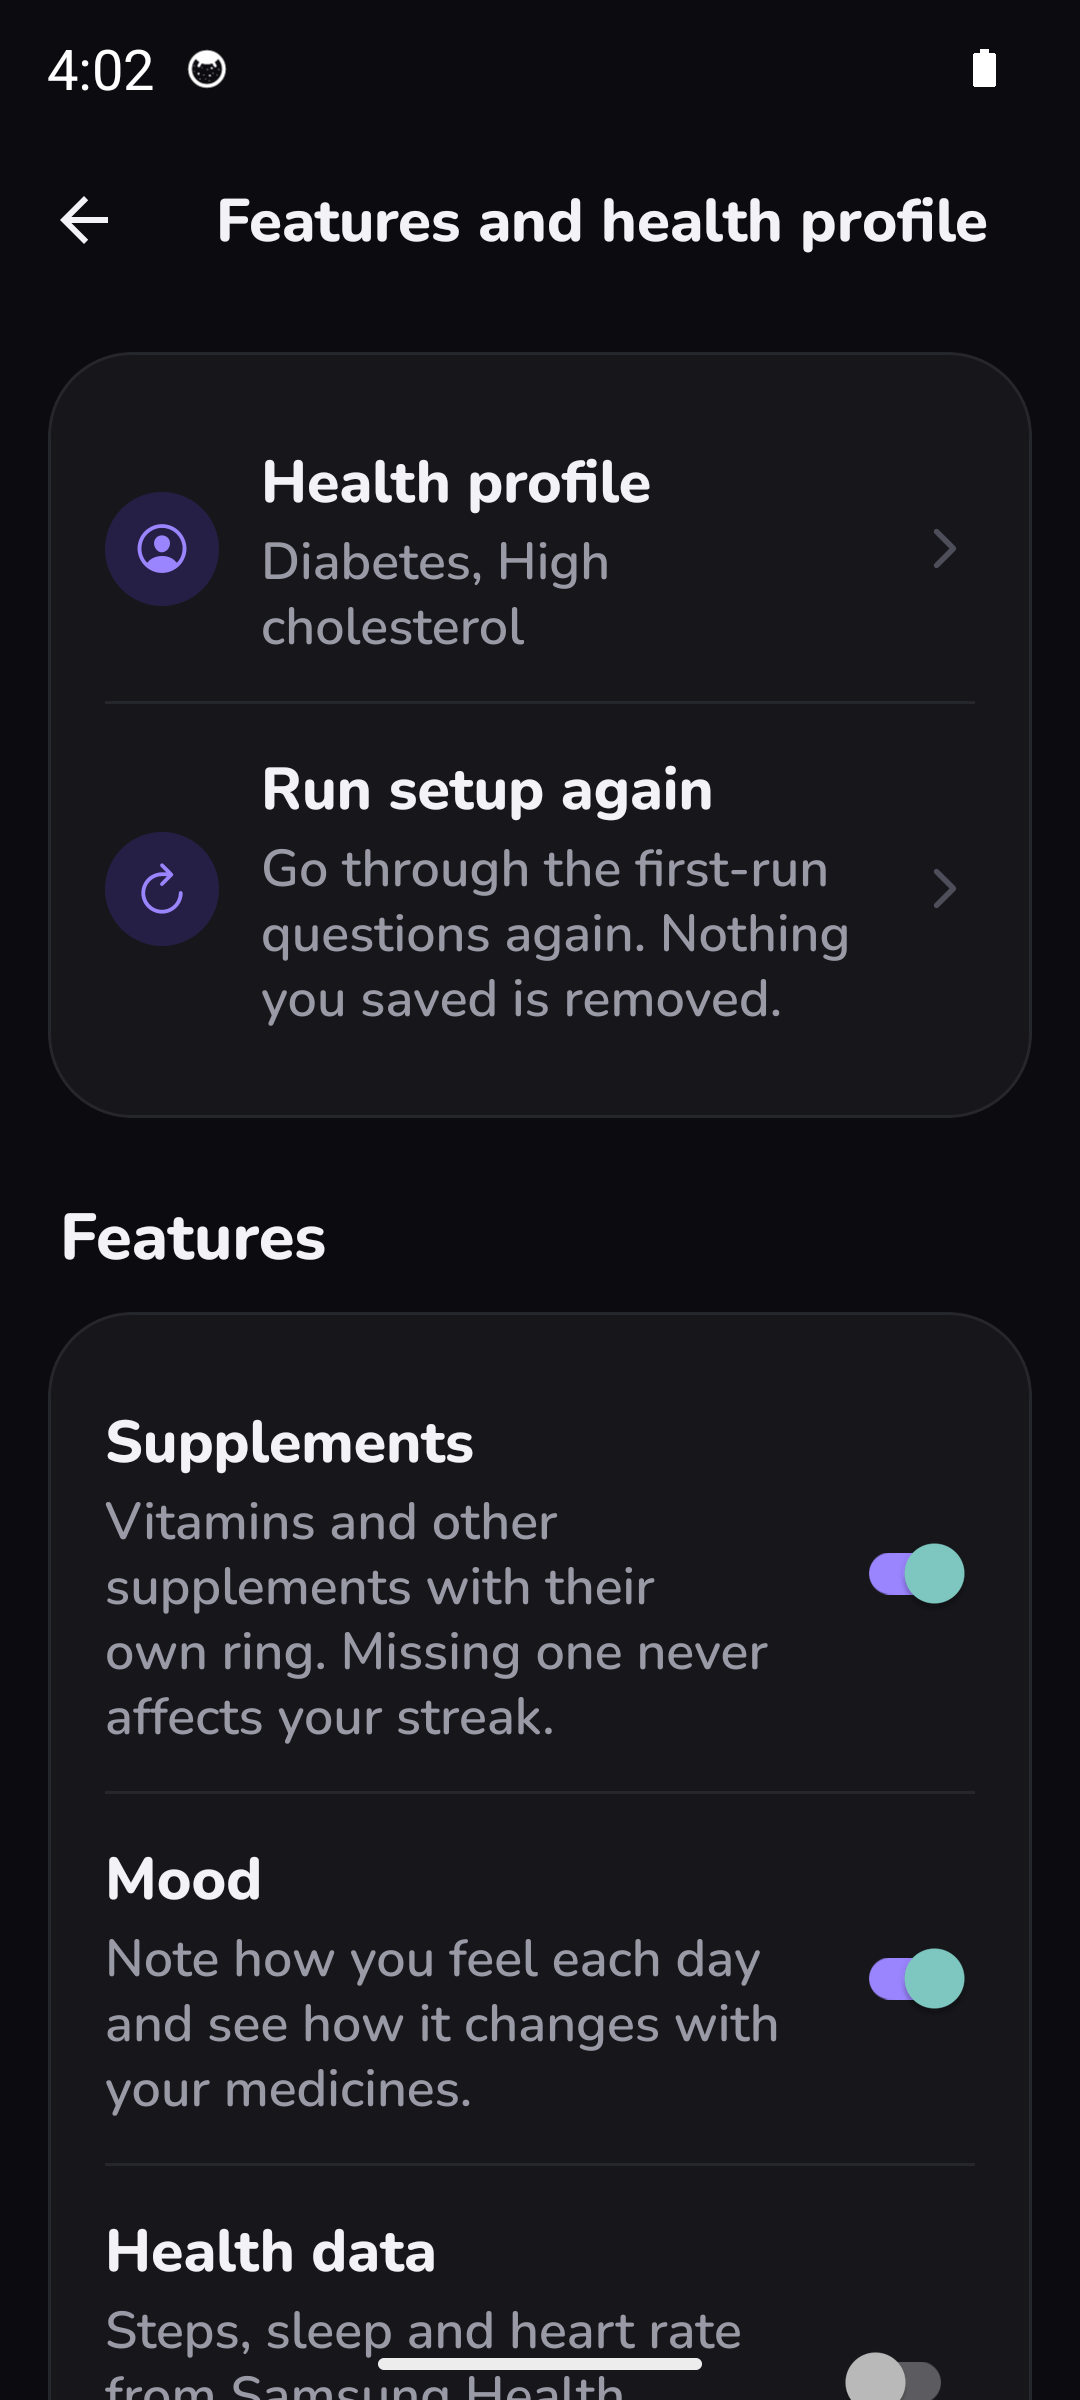 4:02
Features and health profile
Health profile
Diabetes, High
cholesterol
Run setup again
Go through the first-run
questions again. Nothing
you saved is removed.
Features
Supplements
Vitamins and other
supplements with their
own ring. Missing one never
affects your streak.
Mood
Note how you feel each day
and see how it changes with
your medicines.
Health data
Steps, sleep and heart rate
from Samsung Health